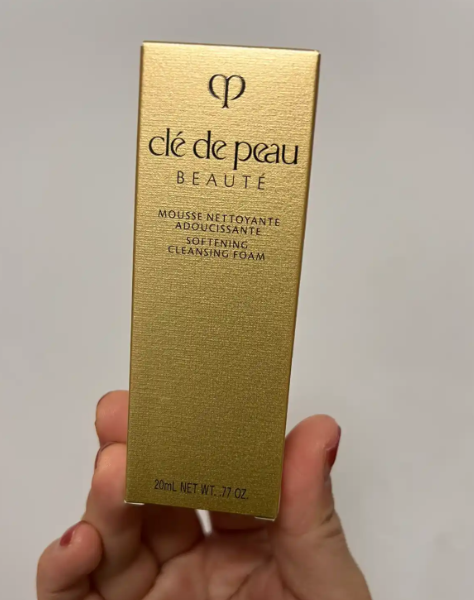 clé de peau
BEAUTÉ
MOUSSE NETTOYANTE
ADOUCISSANTE
SOFTENING
CLEANSING FOAM
20mL NET WT. .77 OZ.